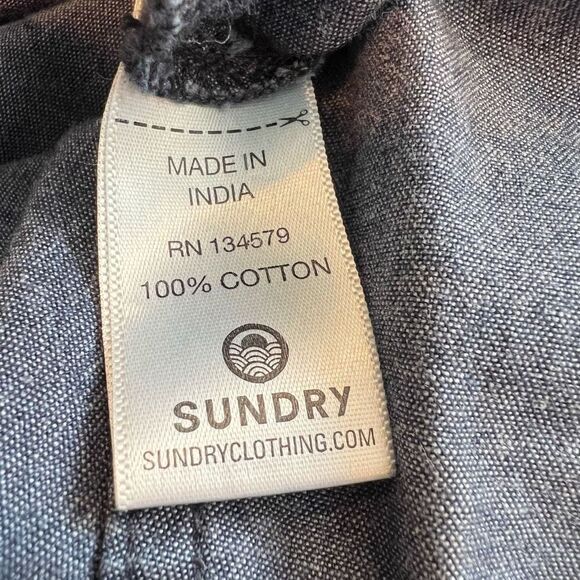 MADE IN
INDIA
RN 134579
100% COTTON
SUNDRY
SUNDRYCLOTHING.COM